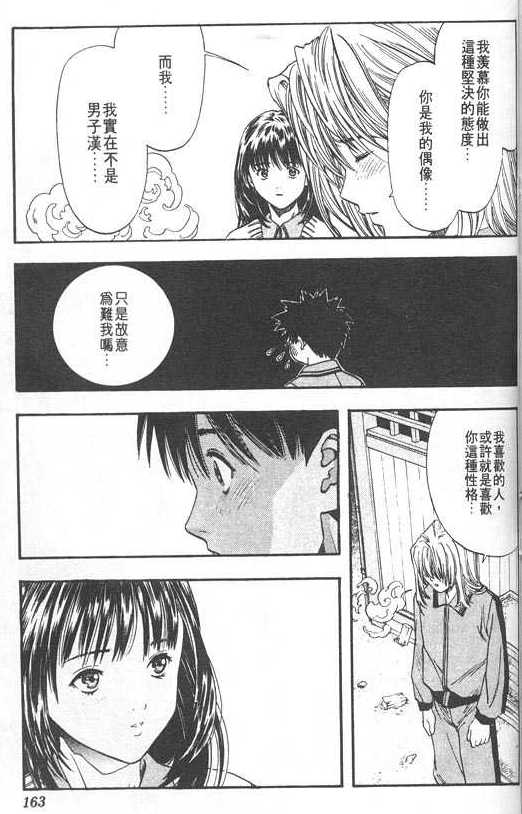 我羨慕你能做出
這種堅決的態度…
你是我的偶像……
而我……
我實在不是
男子漢……
只是故意
為難我嗎…
我喜歡的人，
或許就是喜歡
你這種性格…
163